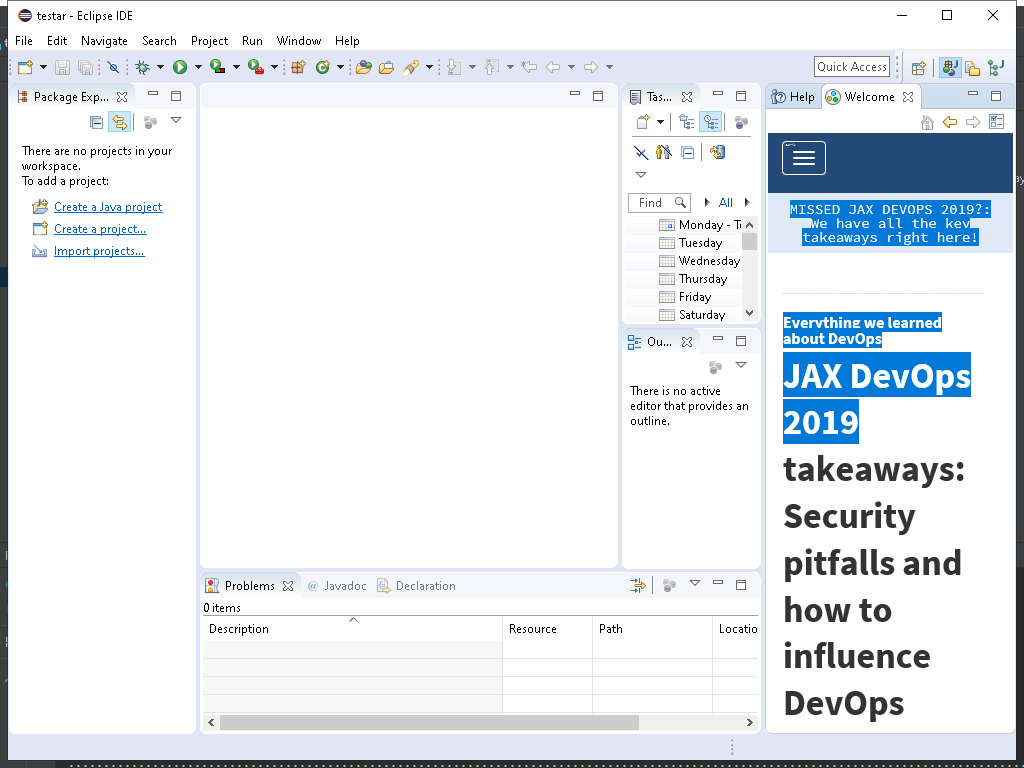 testar - Eclipse IDE
File Edit Navigate Search Project Run Window Help
Quick Access
Package Exp...
There are no projects in your
workspace.
To add a project:
Create a Java project
Create a project...
Import projects...
Tas...
Find All
Monday - T
Tuesday
Wednesday
Thursday
Friday
Saturday
Ou...
There is no active
editor that provides an
outline.
Help Welcome
MISSED JAX DEVOPS 2019?:
We have all the key
takeaways right here!
Everything we learned
about DevOps
JAX DevOps
2019
takeaways:
Security
pitfalls and
how to
influence
DevOps
Problems @ Javadoc Declaration
0 items
Description Resource Path Locatio